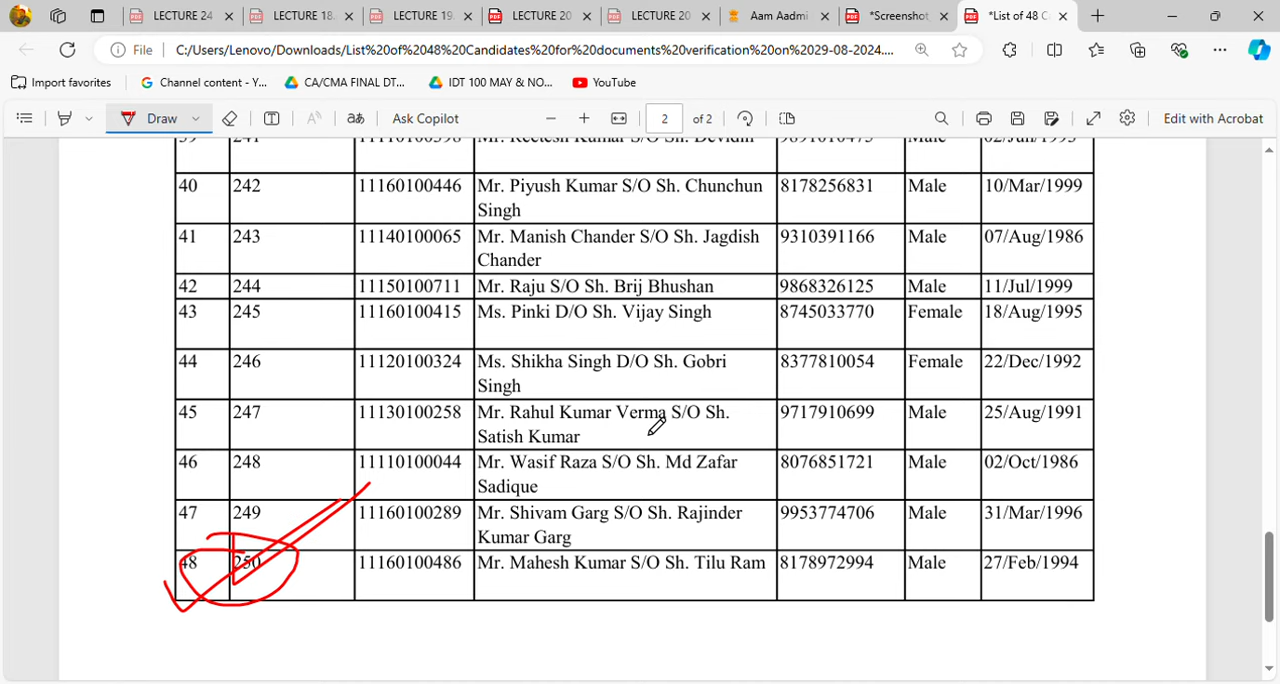 LECTURE 24
LECTURE 18.
LECTURE 19.
LECTURE 20
LECTURE 20
Aam Aadmi
*Screenshot
*List of 48 C
File
C:/Users/Lenovo/Downloads/List%20of%2048%20Candidates%20for%20documents%20verification%20on%2029-08-2024....
Import favorites
Channel content - Y...
CA/CMA FINAL DT...
IDT 100 MAY & NO...
YouTube
Draw
Ask Copilot
2 of 2
Edit with Acrobat
40 242 11160100446 Mr. Piyush Kumar S/O Sh. Chunchun Singh 8178256831 Male 10/Mar/1999
41 243 11140100065 Mr. Manish Chander S/O Sh. Jagdish Chander 9310391166 Male 07/Aug/1986
42 244 11150100711 Mr. Raju S/O Sh. Brij Bhushan 9868326125 Male 11/Jul/1999
43 245 11160100415 Ms. Pinki D/O Sh. Vijay Singh 8745033770 Female 18/Aug/1995
44 246 11120100324 Ms. Shikha Singh D/O Sh. Gobri Singh 8377810054 Female 22/Dec/1992
45 247 11130100258 Mr. Rahul Kumar Verma S/O Sh. Satish Kumar 9717910699 Male 25/Aug/1991
46 248 11110100044 Mr. Wasif Raza S/O Sh. Md Zafar Sadique 8076851721 Male 02/Oct/1986
47 249 11160100289 Mr. Shivam Garg S/O Sh. Rajinder Kumar Garg 9953774706 Male 31/Mar/1996
48 250 11160100486 Mr. Mahesh Kumar S/O Sh. Tilu Ram 8178972994 Male 27/Feb/1994